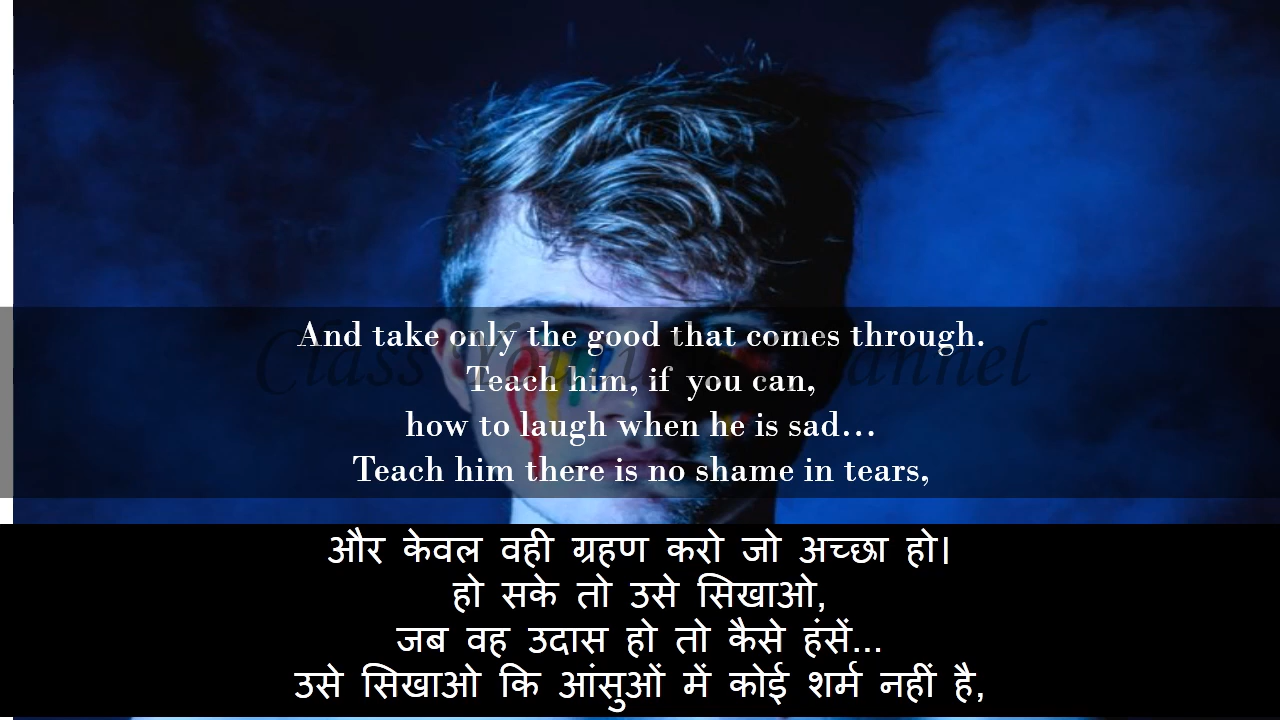 And take only the good that comes through.
Teach him, if you can,
how to laugh when he is sad...
Teach him there is no shame in tears,
Class Channel
और केवल वही ग्रहण करो जो अच्छा हो।
हो सके तो उसे सिखाओ,
जब वह उदास हो तो कैसे हंसें...
उसे सिखाओ कि आंसुओं में कोई शर्म नहीं है,